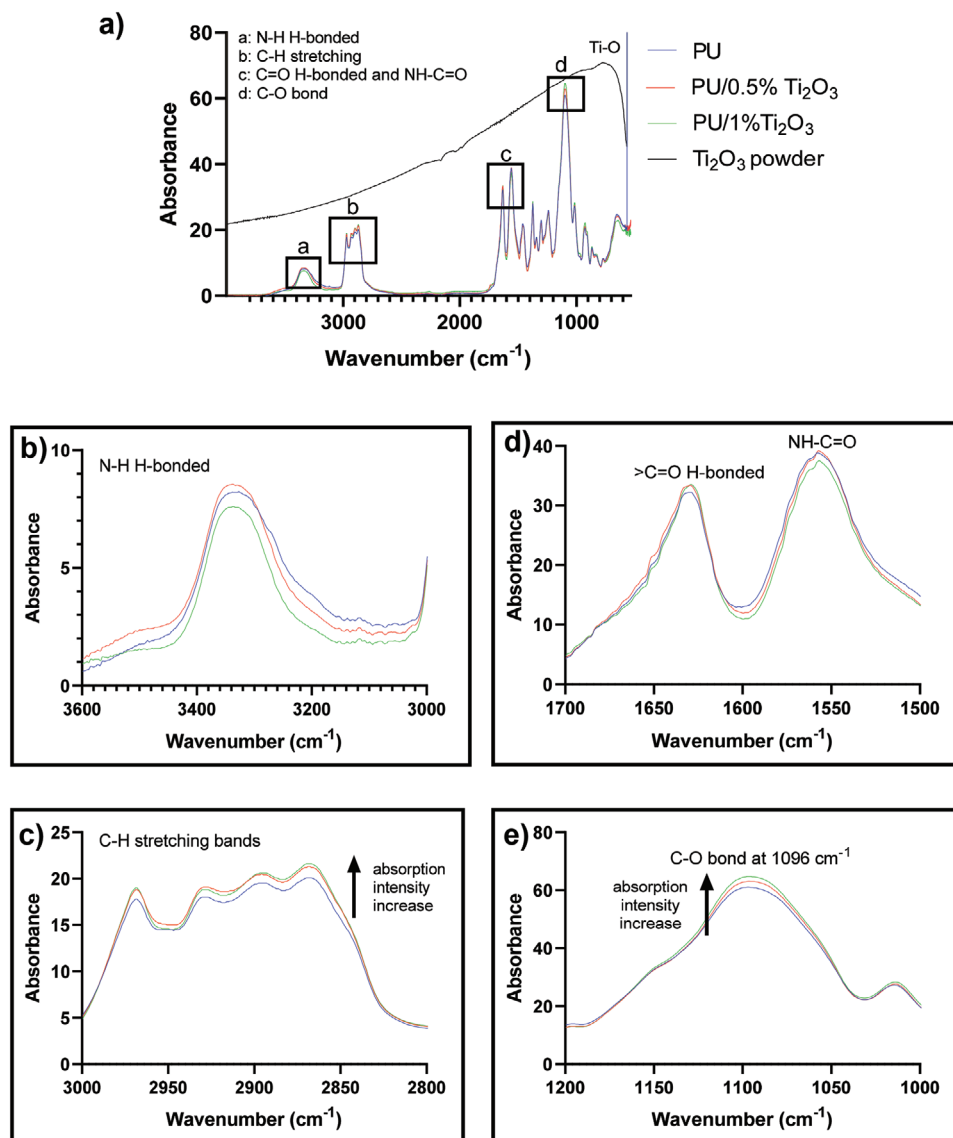 a)
a: N-H H-bonded
b: C-H stretching
c: C=O H-bonded and NH-C=O
d: C-O bond
Ti-O
d
c
b
a
80
60
40
20
0
Absorbance
3000 2000 1000
Wavenumber (cm⁻¹)
PU
PU/0.5% Ti₂O₃
PU/1%Ti₂O₃
Ti₂O₃ powder
b)
N-H H-bonded
10
5
0
Absorbance
3600 3400 3200 3000
Wavenumber (cm⁻¹)
d)
>C=O H-bonded
NH-C=O
40
30
20
10
0
Absorbance
1700 1650 1600 1550 1500
Wavenumber (cm⁻¹)
c)
C-H stretching bands
absorption
intensity
increase
25
20
15
10
5
0
Absorbance
3000 2950 2900 2850 2800
Wavenumber (cm⁻¹)
e)
C-O bond at 1096 cm⁻¹
absorption
intensity
increase
80
60
40
20
0
Absorbance
1200 1150 1100 1050 1000
Wavenumber (cm⁻¹)